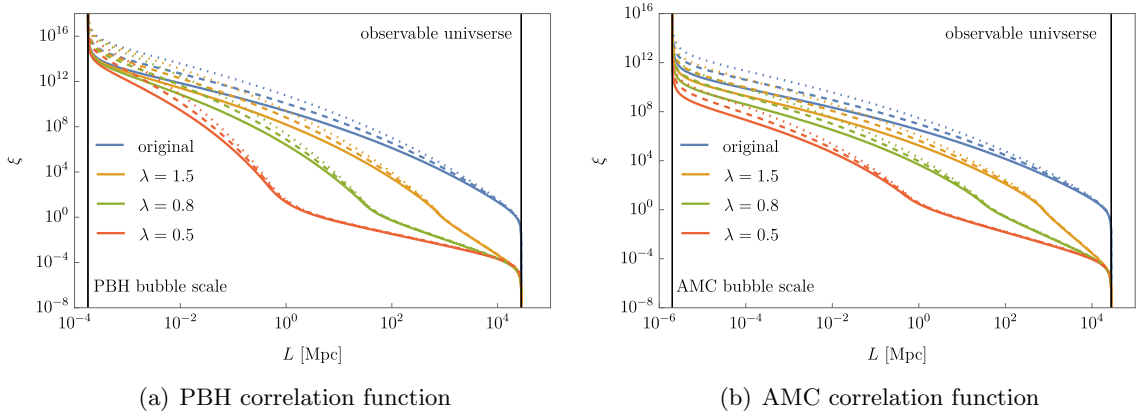 10^16
10^12
10^8
10^4
10^0
10^-4
10^-8
ξ
observable univserse
original
λ = 1.5
λ = 0.8
λ = 0.5
PBH bubble scale
10^-4
10^-2
10^0
10^2
10^4
L [Mpc]
(a) PBH correlation function
10^16
10^12
10^8
10^4
10^0
10^-4
10^-8
ξ
observable univserse
original
λ = 1.5
λ = 0.8
λ = 0.5
AMC bubble scale
10^-6
10^-4
10^-2
10^0
10^2
10^4
L [Mpc]
(b) AMC correlation function